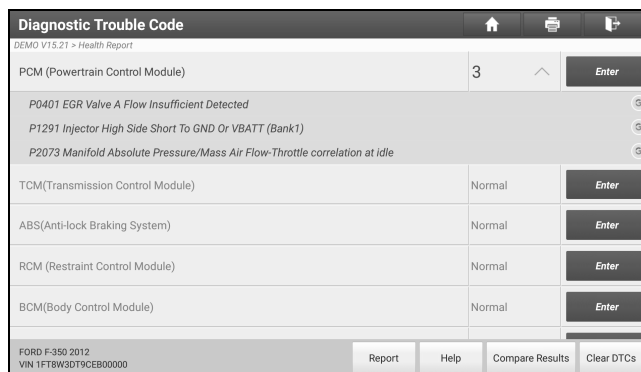 Diagnostic Trouble Code
DEMO V15.21 > Health Report
PCM (Powertrain Control Module) 3 Enter
P0401 EGR Valve A Flow Insufficient Detected
P1291 Injector High Side Short To GND Or VBATT (Bank1)
P2073 Manifold Absolute Pressure/Mass Air Flow-Throttle correlation at idle
TCM(Transmission Control Module) Normal Enter
ABS(Anti-lock Braking System) Normal Enter
RCM (Restraint Control Module) Normal Enter
BCM(Body Control Module) Normal Enter
FORD F-350 2012
VIN 1FT8W3DT9CEB00000
Report Help Compare Results Clear DTCs